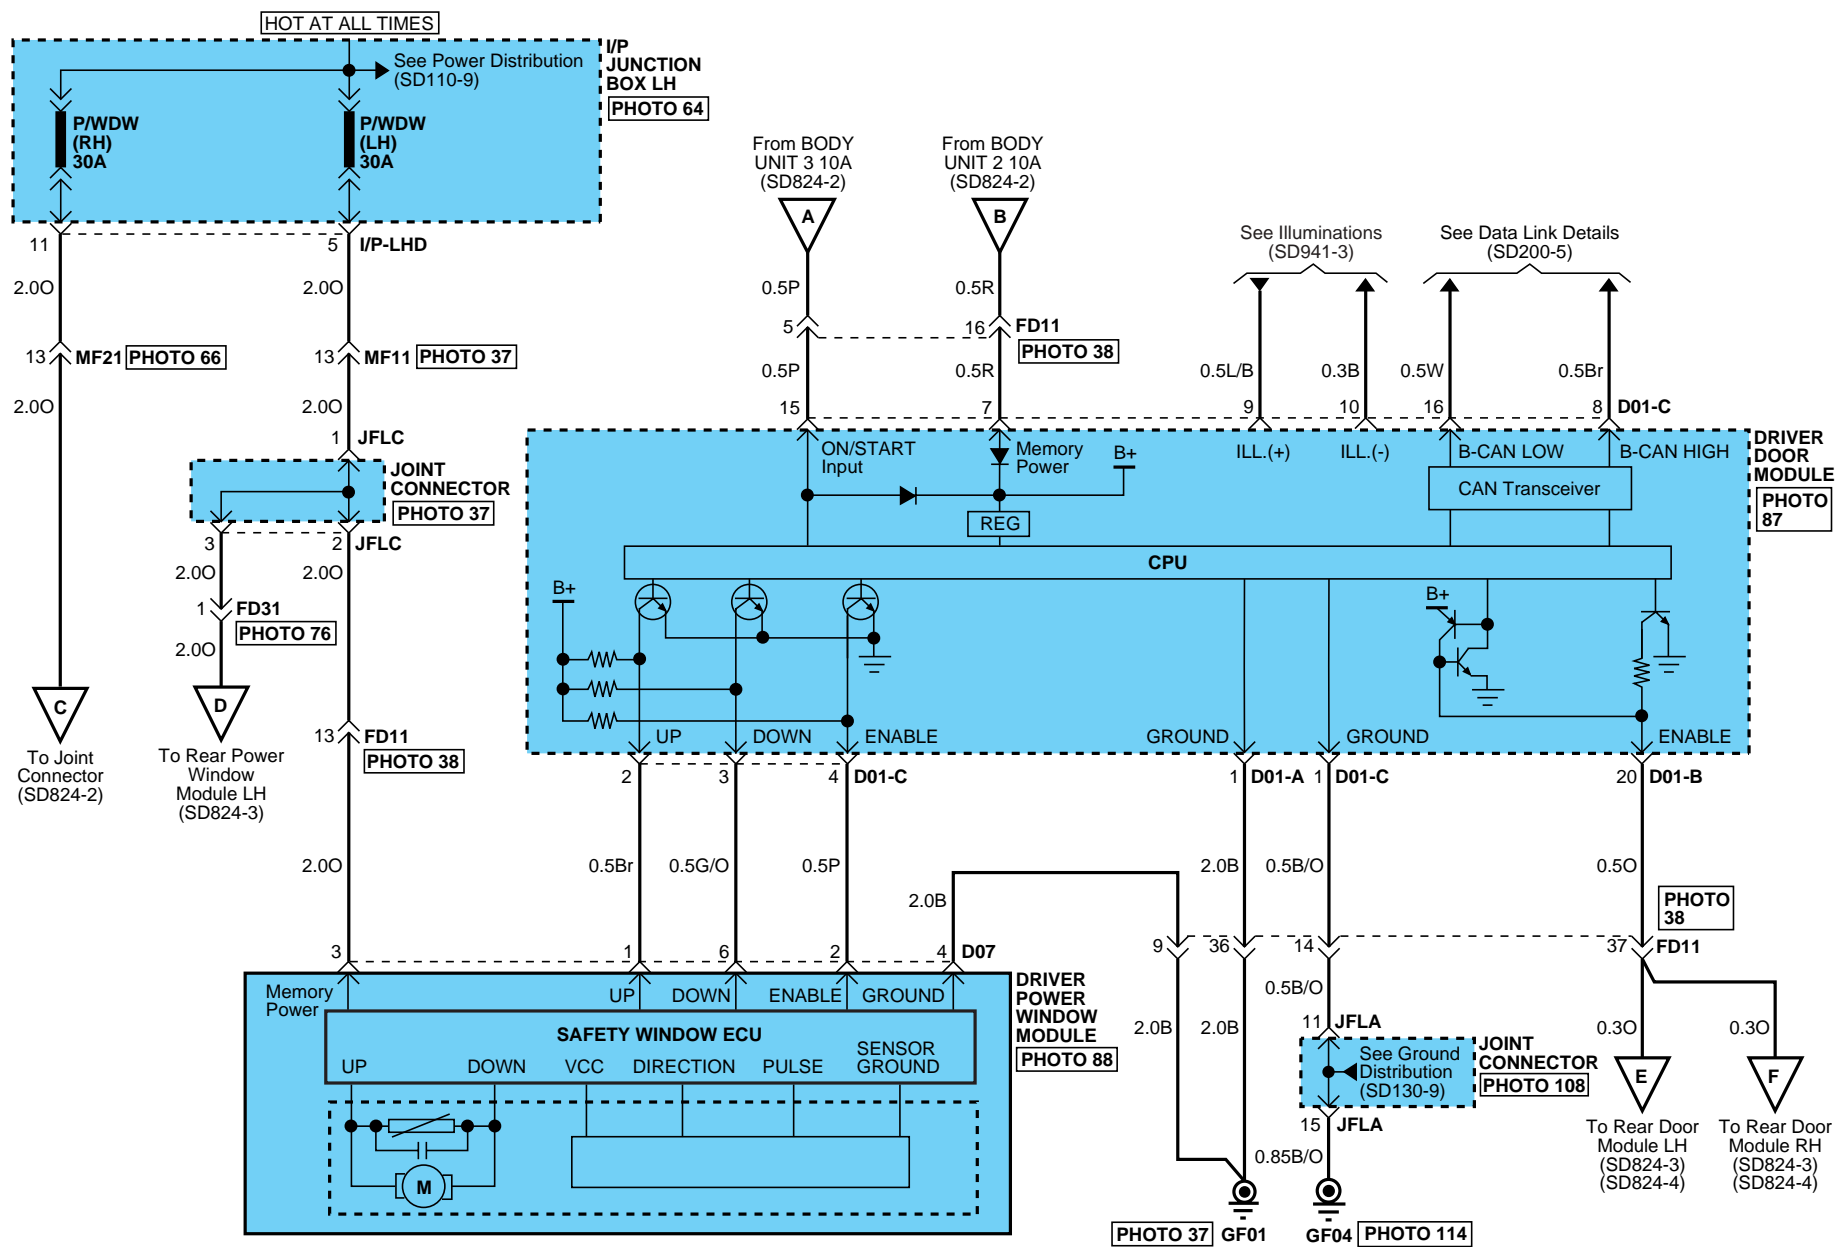 HOT AT ALL TIMES
See Power Distribution
(SD110-9)
I/P
JUNCTION
BOX LH
PHOTO 64
P/WDW
(RH)
30A
P/WDW
(LH)
30A
11
5
I/P-LHD
2.0O
2.0O
13
MF21
PHOTO 66
13
MF11
PHOTO 37
2.0O
2.0O
1
JFLC
JOINT
CONNECTOR
PHOTO 37
3
2
JFLC
2.0O
2.0O
1
FD31
PHOTO 76
2.0O
C
To Joint
Connector
(SD824-2)
D
To Rear Power
Window
Module LH
(SD824-3)
13
FD11
PHOTO 38
2.0O
From BODY
UNIT 3 10A
(SD824-2)
A
From BODY
UNIT 2 10A
(SD824-2)
B
0.5P
0.5R
5
16
FD11
PHOTO 38
0.5P
0.5R
15
7
See Illuminations
(SD941-3)
See Data Link Details
(SD200-5)
0.5L/B
0.3B
0.5W
0.5Br
9
10
16
8
D01-C
DRIVER
DOOR
MODULE
PHOTO
87
ON/START
Input
Memory
Power
B+
ILL.(+)
ILL.(-)
B-CAN LOW
B-CAN HIGH
CAN Transceiver
REG
CPU
B+
B+
UP
DOWN
ENABLE
GROUND
GROUND
ENABLE
2
3
4
D01-C
1
D01-A
1
D01-C
20
D01-B
0.5Br
0.5G/O
0.5P
2.0B
2.0B
0.5B/O
0.5O
PHOTO
38
9
36
14
37
FD11
3
1
6
2
4
D07
Memory
Power
UP
DOWN
ENABLE
GROUND
DRIVER
POWER
WINDOW
MODULE
PHOTO 88
SAFETY WINDOW ECU
UP
DOWN
VCC
DIRECTION
PULSE
SENSOR
GROUND
M
2.0B
2.0B
0.5B/O
11
JFLA
See Ground
Distribution
(SD130-9)
JOINT
CONNECTOR
PHOTO 108
15
JFLA
0.85B/O
PHOTO 37
GF01
GF04
PHOTO 114
0.3O
0.3O
E
F
To Rear Door
Module LH
(SD824-3)
(SD824-4)
To Rear Door
Module RH
(SD824-3)
(SD824-4)